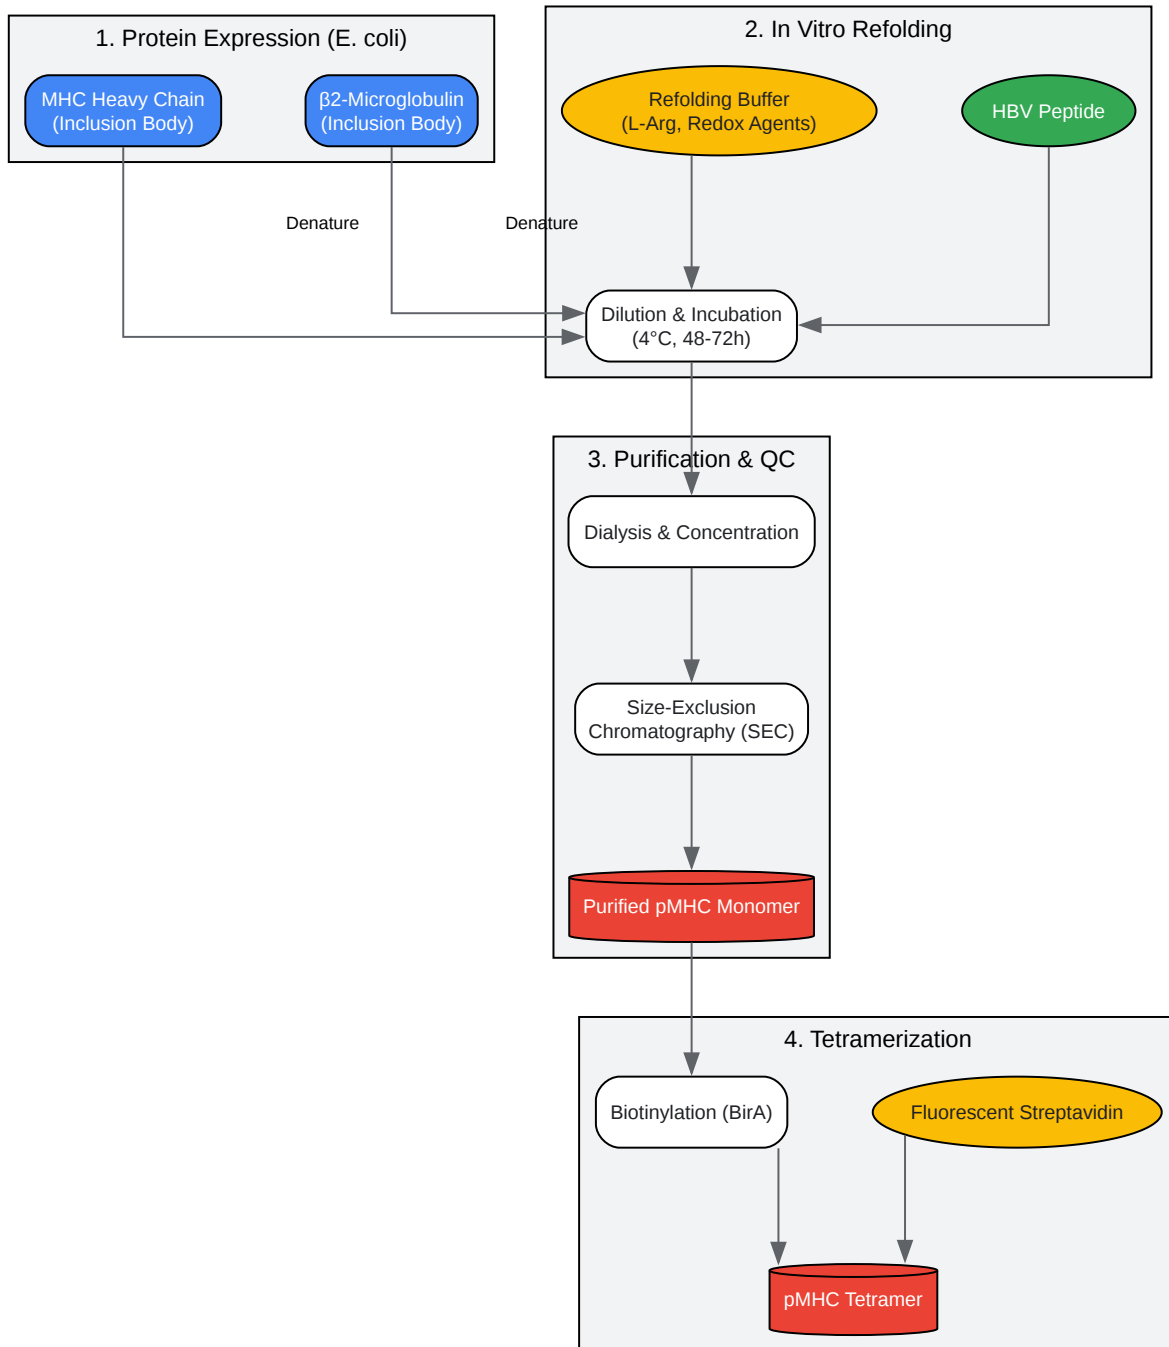 1. Protein Expression (E. coli)
MHC Heavy Chain
(Inclusion Body)
β2-Microglobulin
(Inclusion Body)
2. In Vitro Refolding
Refolding Buffer
(L-Arg, Redox Agents)
HBV Peptide
Denature
Denature
Dilution & Incubation
(4°C, 48-72h)
3. Purification & QC
Dialysis & Concentration
Size-Exclusion
Chromatography (SEC)
Purified pMHC Monomer
4. Tetramerization
Biotinylation (BirA)
Fluorescent Streptavidin
pMHC Tetramer